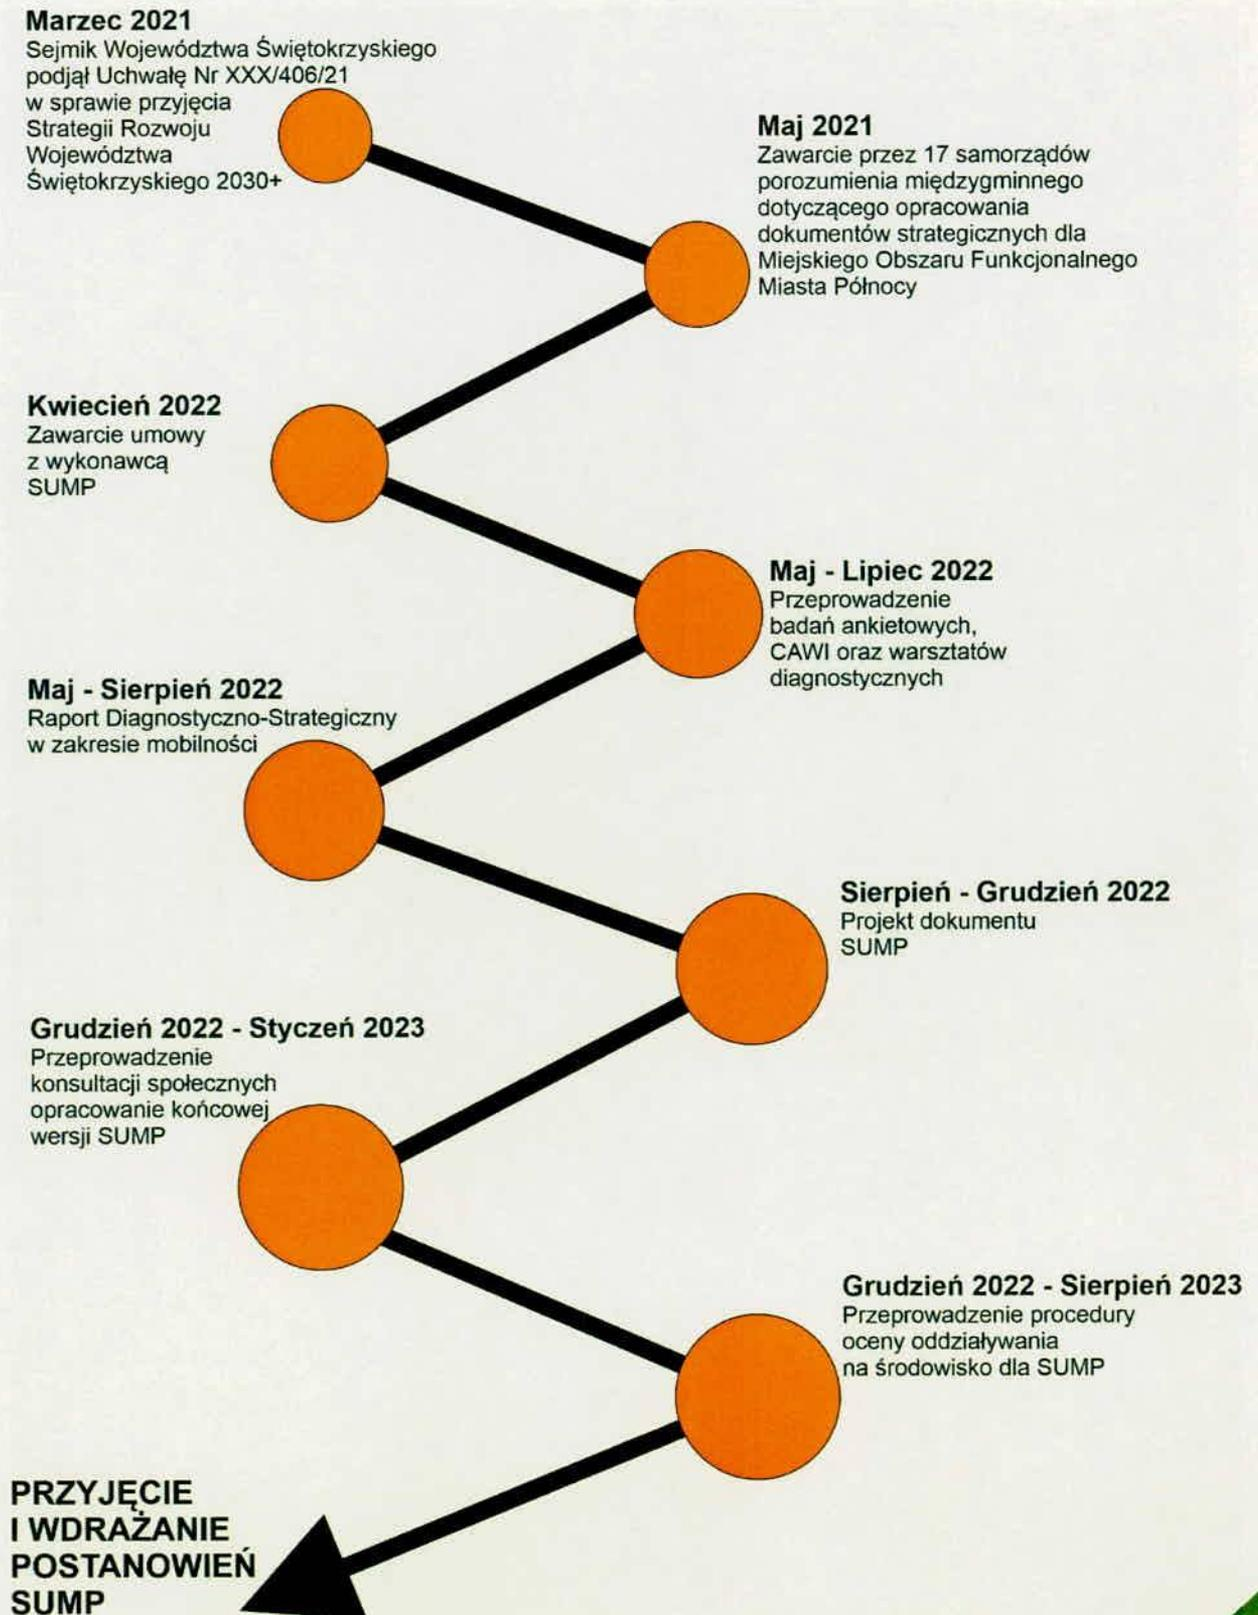 Marzec 2021
Sejmik Województwa Świętokrzyskiego
podjął Uchwałę Nr XXX/406/21
w sprawie przyjęcia
Strategii Rozwoju
Województwa
Świętokrzyskiego 2030+
Maj 2021
Zawarcie przez 17 samorządów
porozumienia międzygminnego
dotyczącego opracowania
dokumentów strategicznych dla
Miejskiego Obszaru Funkcjonalnego
Miasta Północy
Kwiecień 2022
Zawarcie umowy
z wykonawcą
SUMP
Maj - Lipiec 2022
Przeprowadzenie
badań ankietowych,
CAWI oraz warsztatów
diagnostycznych
Maj - Sierpień 2022
Raport Diagnostyczno-Strategiczny
w zakresie mobilności
Sierpień - Grudzień 2022
Projekt dokumentu
SUMP
Grudzień 2022 - Styczeń 2023
Przeprowadzenie
konsultacji społecznych
opracowanie końcowej
wersji SUMP
Grudzień 2022 - Sierpień 2023
Przeprowadzenie procedury
oceny oddziaływania
na środowisko dla SUMP
PRZYJĘCIE
I WDRAŻANIE
POSTANOWIEŃ
SUMP